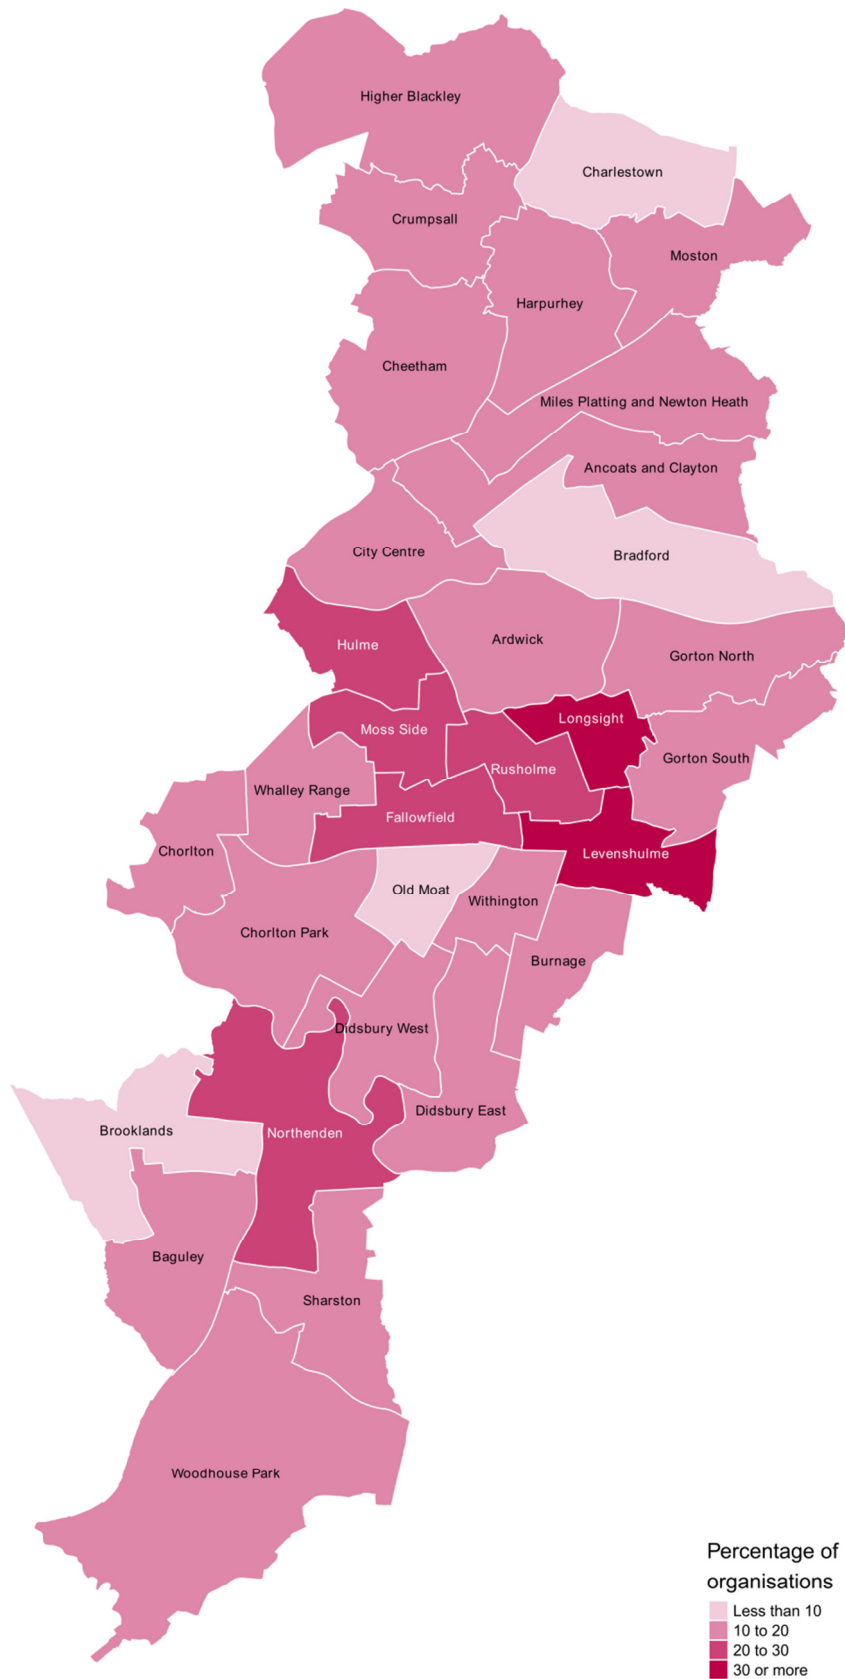 Higher Blackley
Charlestown
Crumpsall
Moston
Harpurhey
Cheetham
Miles Platting and Newton Heath
Ancoats and Clayton
City Centre
Bradford
Hulme
Ardwick
Gorton North
Longsight
Moss Side
Gorton South
Rusholme
Whalley Range
Fallowfield
Chorlton
Levenshulme
Old Moat
Withington
Chorlton Park
Burnage
Didsbury West
Didsbury East
Brooklands
Northenden
Baguley
Sharston
Woodhouse Park
Percentage of
organisations
Less than 10
10 to 20
20 to 30
30 or more